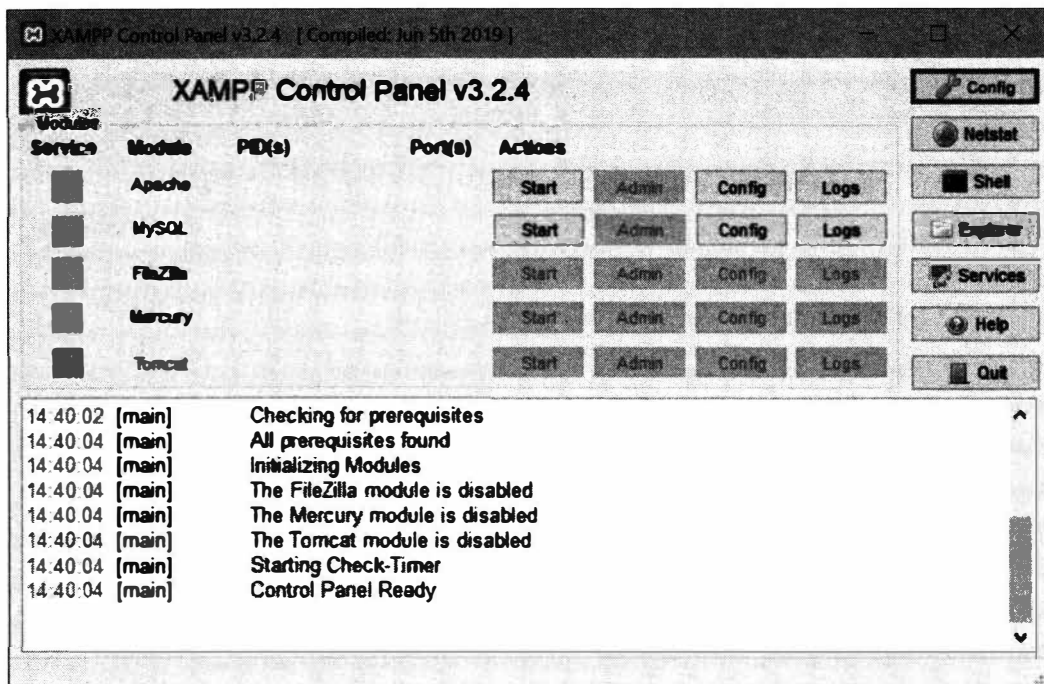 XAMPP Control Panel v3.2.4 [ Compiled: Jun 5th 2019 ]
XAMPP Control Panel v3.2.4
Config
Modules
Service Module PID(s) Port(s) Actions
Netstat
Apache Start Admin Config Logs
Shell
MySQL Start Admin Config Logs
Explorer
FileZilla Start Admin Config Logs
Services
Mercury Start Admin Config Logs
Help
Tomcat Start Admin Config Logs
Quit
14:40:02 [main] Checking for prerequisites
14:40:04 [main] All prerequisites found
14:40:04 [main] Initializing Modules
14:40:04 [main] The FileZilla module is disabled
14:40:04 [main] The Mercury module is disabled
14:40:04 [main] The Tomcat module is disabled
14:40:04 [main] Starting Check-Timer
14:40:04 [main] Control Panel Ready